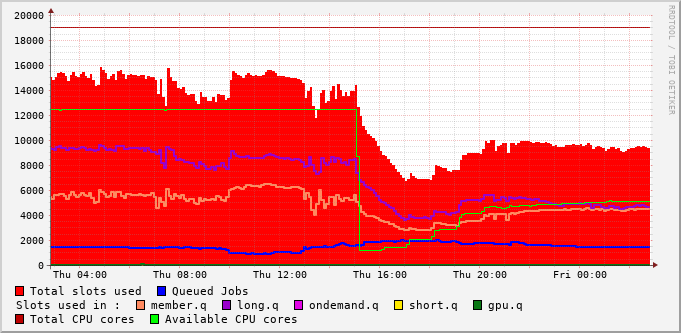 20000
18000
16000
14000
12000
10000
8000
6000
4000
2000
0
Thu 04:00 Thu 08:00 Thu 12:00 Thu 16:00 Thu 20:00 Fri 00:00
Total slots used Queued Jobs
Slots used in : member.q long.q ondemand.q short.q gpu.q
Total CPU cores Available CPU cores
RRDTOOL / TOBI OETIKER